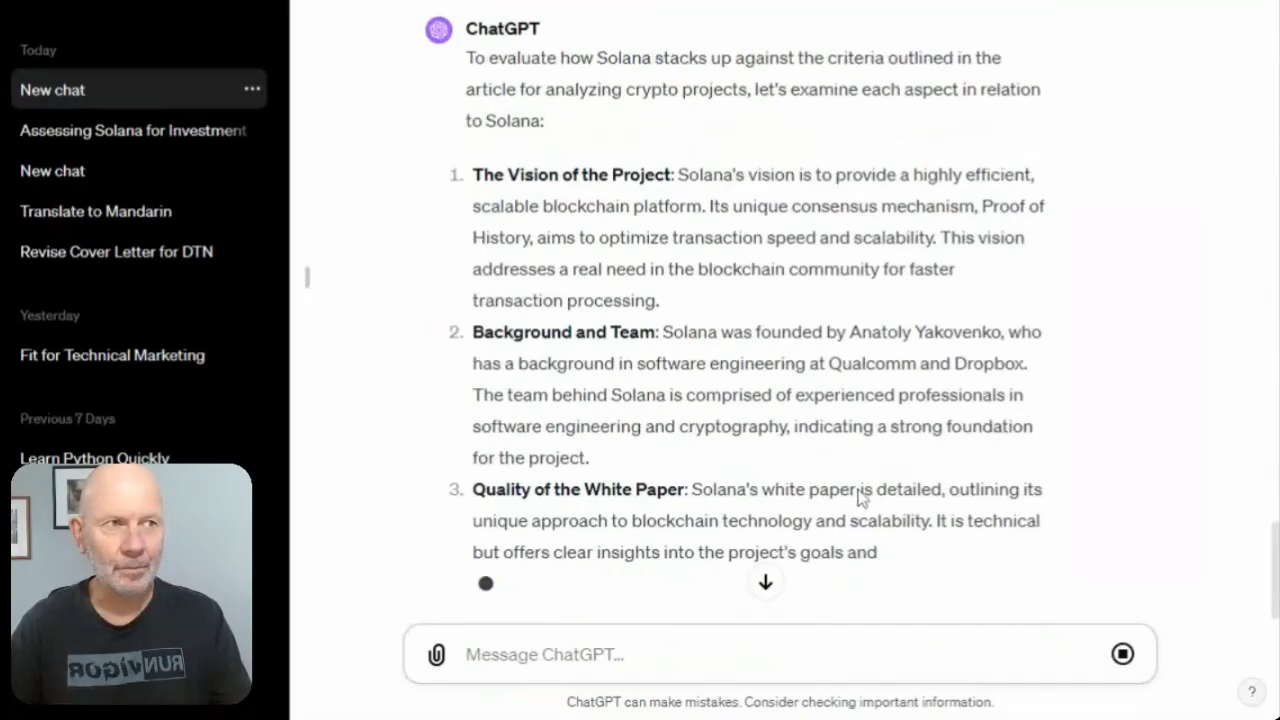 Today
New chat
Assessing Solana for Investment
New chat
Translate to Mandarin
Revise Cover Letter for DTN
Yesterday
Fit for Technical Marketing
Previous 7 Days
Learn Python Quickly
RUNVIGOR
ChatGPT
To evaluate how Solana stacks up against the criteria outlined in the
article for analyzing crypto projects, let's examine each aspect in relation
to Solana:
1. The Vision of the Project: Solana's vision is to provide a highly efficient,
scalable blockchain platform. Its unique consensus mechanism, Proof of
History, aims to optimize transaction speed and scalability. This vision
addresses a real need in the blockchain community for faster
transaction processing.
2. Background and Team: Solana was founded by Anatoly Yakovenko, who
has a background in software engineering at Qualcomm and Dropbox.
The team behind Solana is comprised of experienced professionals in
software engineering and cryptography, indicating a strong foundation
for the project.
3. Quality of the White Paper: Solana's white paper is detailed, outlining its
unique approach to blockchain technology and scalability. It is technical
but offers clear insights into the project's goals and
Message ChatGPT...
ChatGPT can make mistakes. Consider checking important information.
?